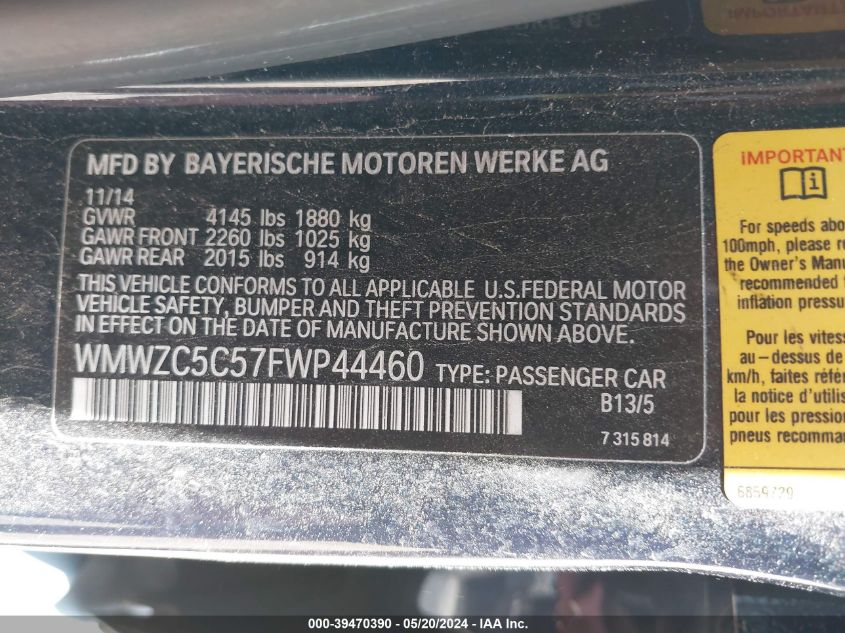 MFD BY BAYERISCHE MOTOREN WERKE AG
11/14
GVWR 4145 lbs 1880 kg
GAWR FRONT 2260 lbs 1025 kg
GAWR REAR 2015 lbs 914 kg
THIS VEHICLE CONFORMS TO ALL APPLICABLE U.S.FEDERAL MOTOR
VEHICLE SAFETY, BUMPER AND THEFT PREVENTION STANDARDS
IN EFFECT ON THE DATE OF MANUFACTURE SHOWN ABOVE.
WMWZC5C57FWP44460 TYPE: PASSENGER CAR
B13/5
7 315 814
IMPORTANT
i
For speeds abo
100mph, please re
the Owner's Manu
recommended
inflation pressu
Pour les vitess
au-dessus de
km/h, faites réfé
la notice d'utilis
pour les pression
pneus recomma
6859720
000-39470390 - 05/20/2024 - IAA Inc.